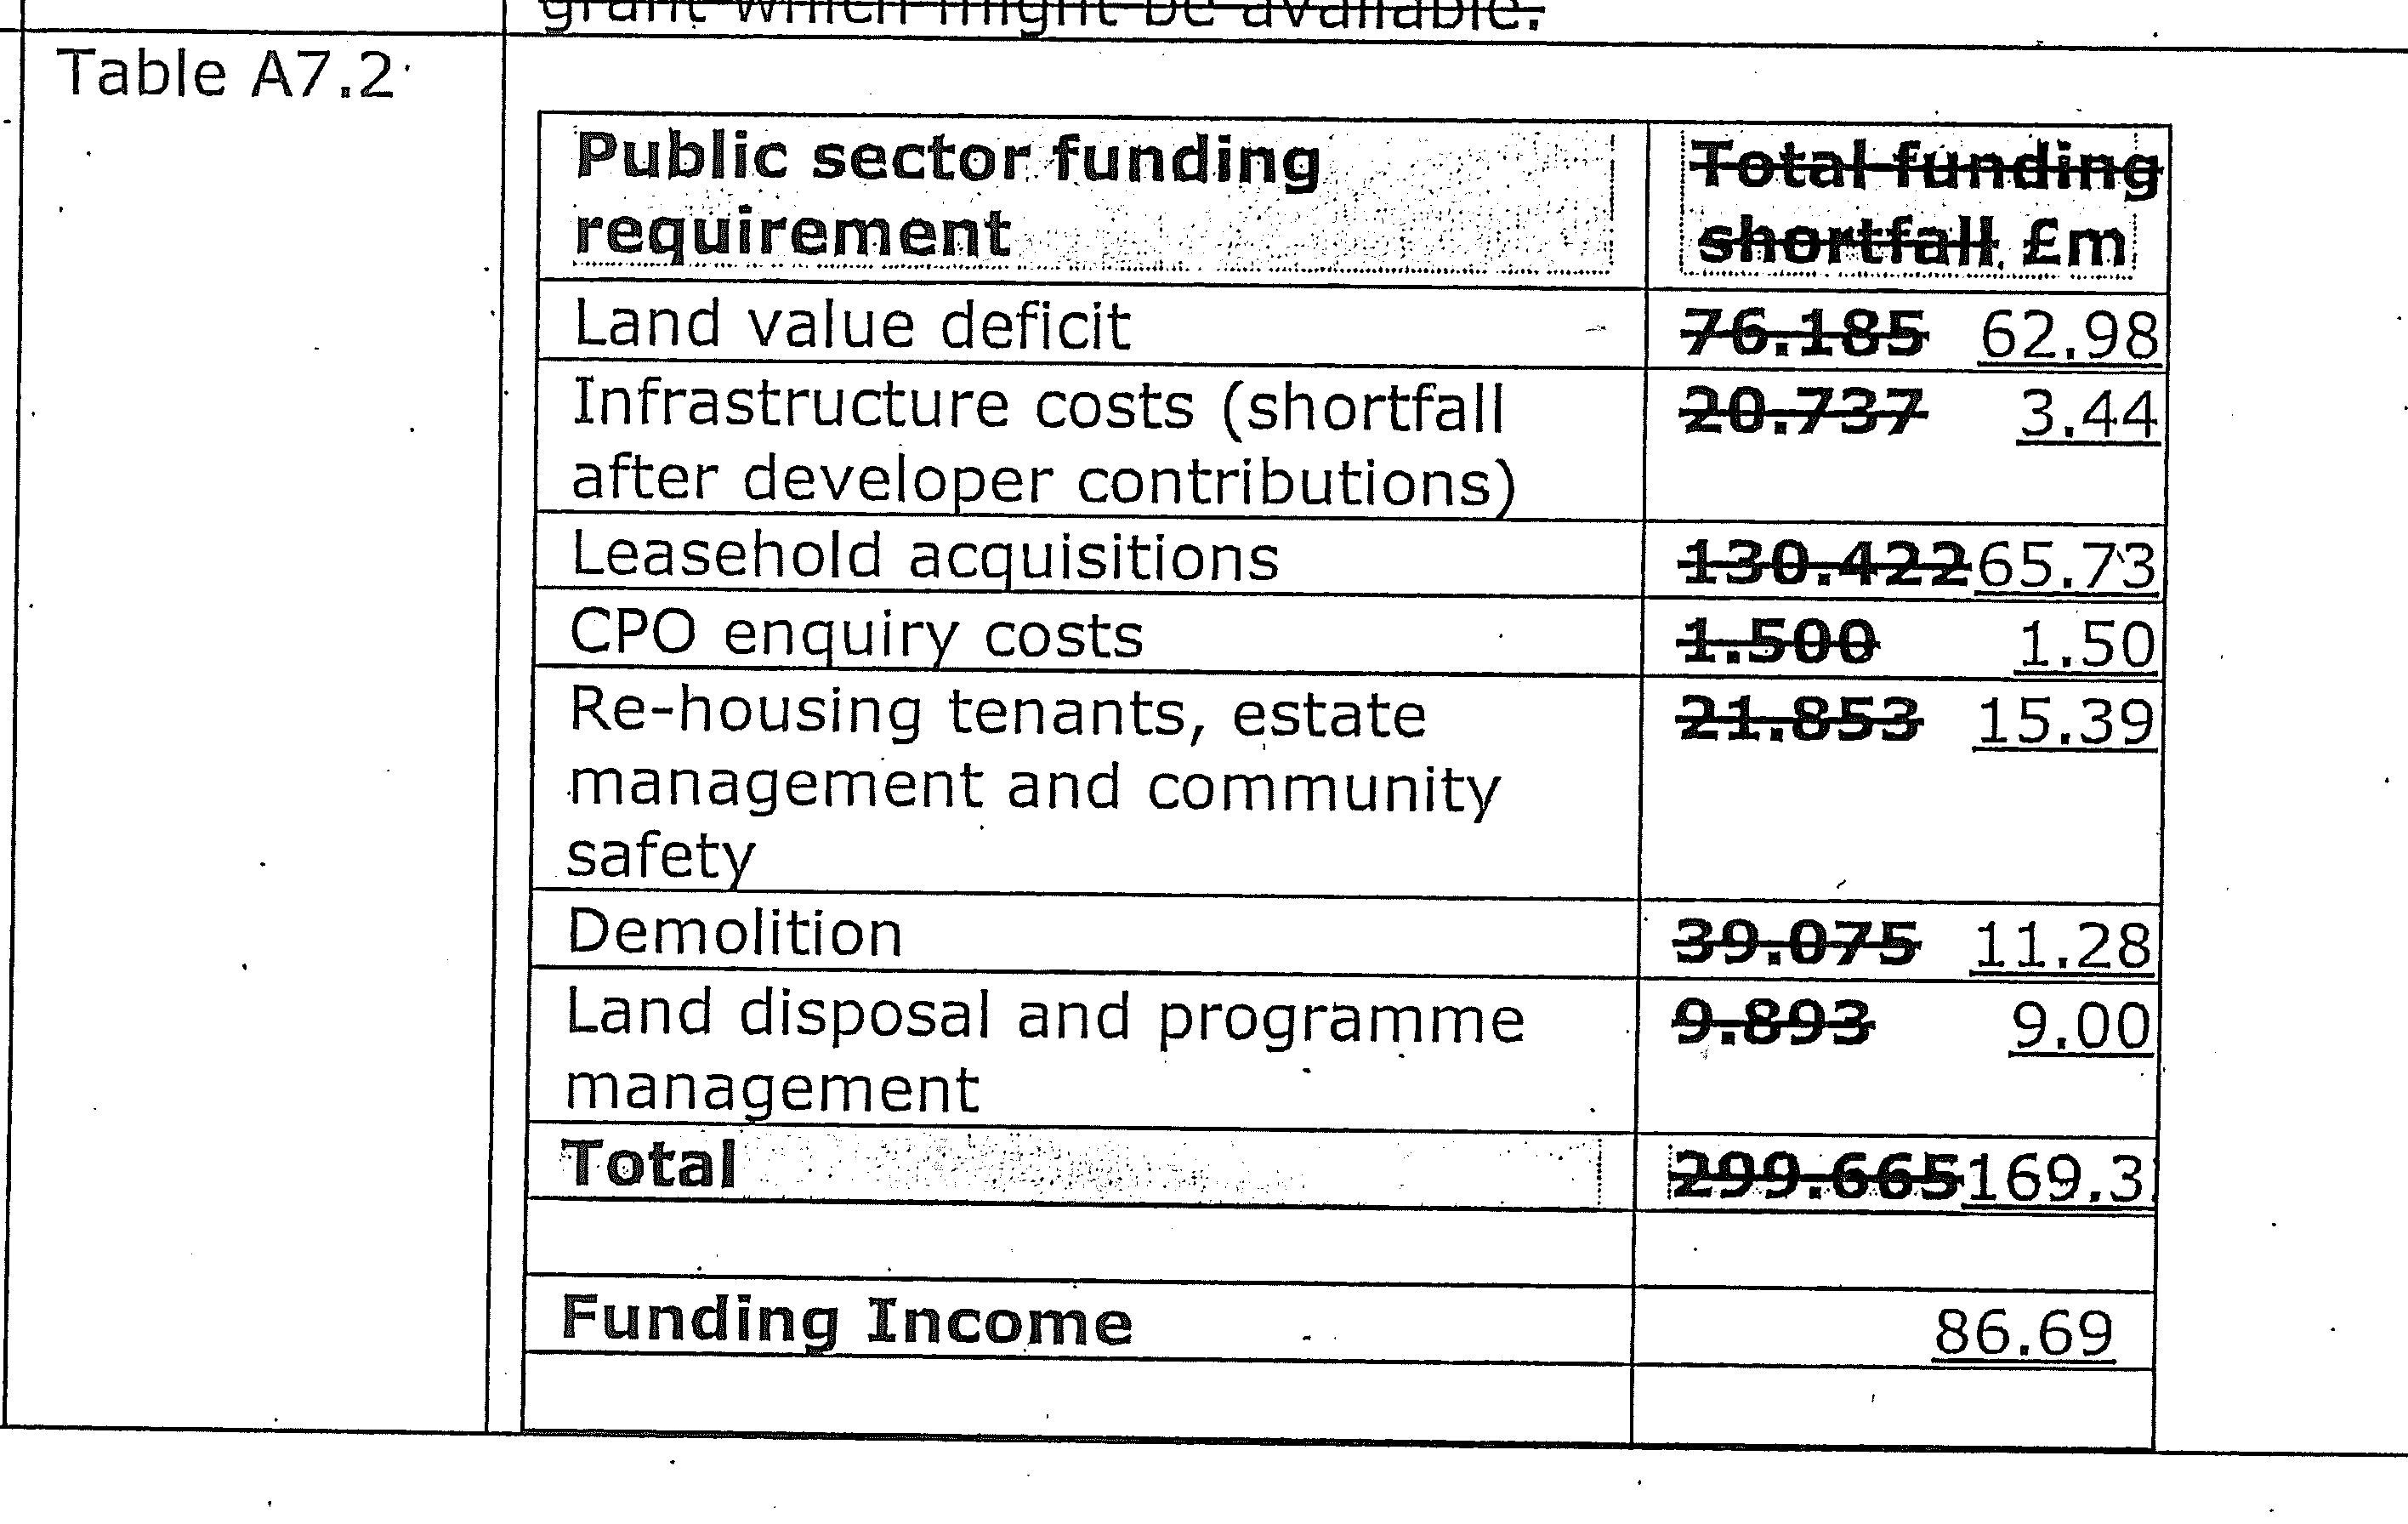 grant which might be available.
Table A7.2
Public sector funding
requirement
Total funding
shortfall £m
Land value deficit
76.185 62.98
Infrastructure costs (shortfall
after developer contributions)
20.737 3.44
Leasehold acquisitions
130.422 65.73
CPO enquiry costs
1.500 1.50
Re-housing tenants, estate
management and community
safety
21.853 15.39
Demolition
39.075 11.28
Land disposal and programme
management
9.893 9.00
Total
299.665 169.3
Funding Income
86.69